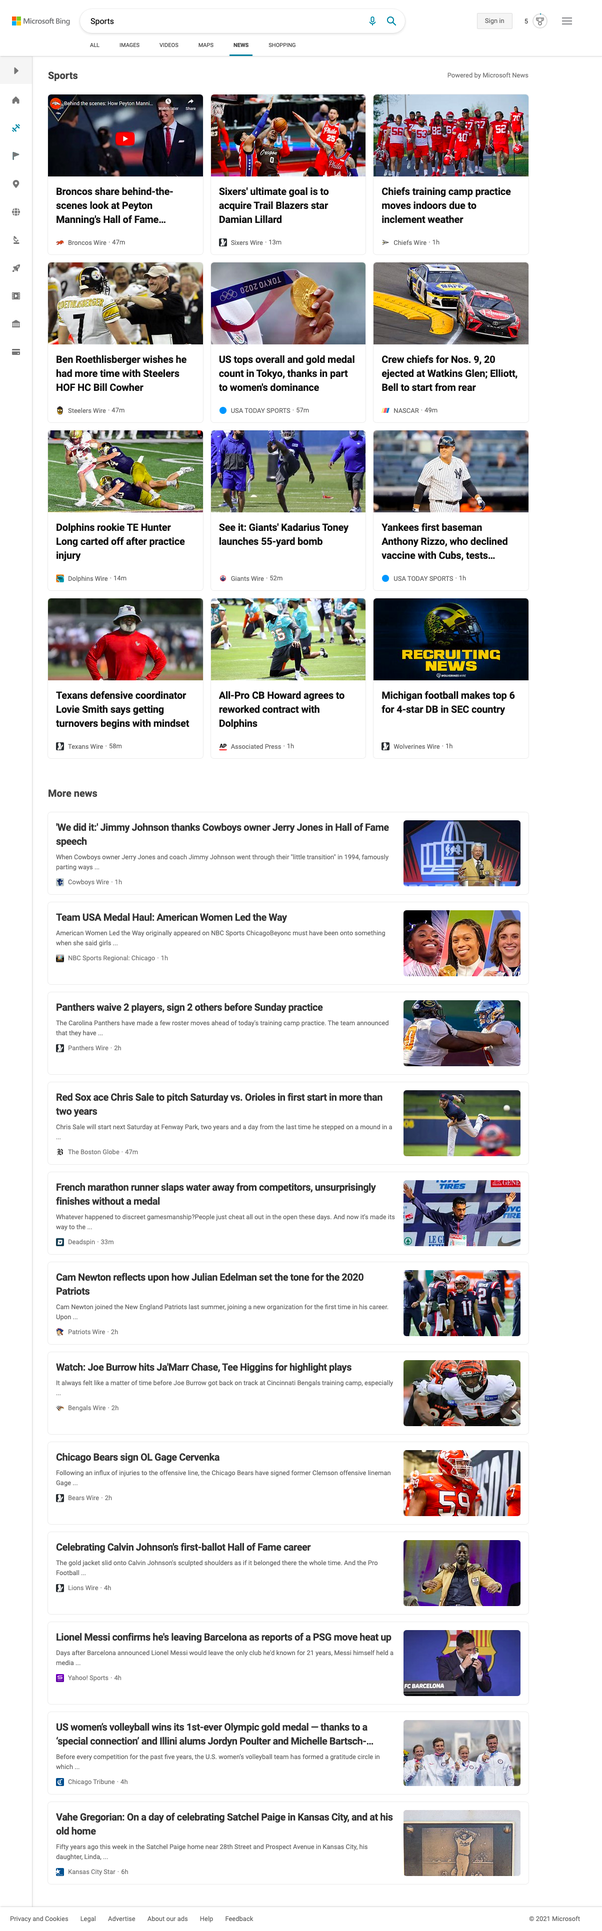 Microsoft Bing
Sports
Sign in
5
ALL IMAGES VIDEOS MAPS NEWS SHOPPING
Sports
Powered by Microsoft News
Behind the scenes: How Peyton Manni...
Share
Broncos share behind-the-
scenes look at Peyton
Manning's Hall of Fame...
Broncos Wire · 47m
Sixers' ultimate goal is to
acquire Trail Blazers star
Damian Lillard
Sixers Wire · 13m
Chiefs training camp practice
moves indoors due to
inclement weather
Chiefs Wire · 1h
Ben Roethlisberger wishes he
had more time with Steelers
HOF HC Bill Cowher
Steelers Wire · 47m
TOKYO 2020
US tops overall and gold medal
count in Tokyo, thanks in part
to women's dominance
USA TODAY SPORTS · 57m
Crew chiefs for Nos. 9, 20
ejected at Watkins Glen; Elliott,
Bell to start from rear
NASCAR · 49m
Dolphins rookie TE Hunter
Long carted off after practice
injury
Dolphins Wire · 14m
See it: Giants' Kadarius Toney
launches 55-yard bomb
Giants Wire · 52m
Yankees first baseman
Anthony Rizzo, who declined
vaccine with Cubs, tests...
USA TODAY SPORTS · 1h
Texans defensive coordinator
Lovie Smith says getting
turnovers begins with mindset
Texans Wire · 58m
All-Pro CB Howard agrees to
reworked contract with
Dolphins
AP Associated Press · 1h
RECRUITING
NEWS
Michigan football makes top 6
for 4-star DB in SEC country
Wolverines Wire · 1h
More news
'We did it:' Jimmy Johnson thanks Cowboys owner Jerry Jones in Hall of Fame
speech
When Cowboys owner Jerry Jones and coach Jimmy Johnson went through their "little transition" in 1994, famously
parting ways ...
Cowboys Wire · 1h
Team USA Medal Haul: American Women Led the Way
American Women Led the Way originally appeared on NBC Sports ChicagoBeyonc must have been onto something
when she said girls ...
NBC Sports Regional: Chicago · 1h
Panthers waive 2 players, sign 2 others before Sunday practice
The Carolina Panthers have made a few roster moves ahead of today's training camp practice. The team announced
that they have ...
Panthers Wire · 2h
Red Sox ace Chris Sale to pitch Saturday vs. Orioles in first start in more than
two years
Chris Sale will start next Saturday at Fenway Park, two years and a day from the last time he stepped on a mound in a
...
The Boston Globe · 47m
French marathon runner slaps water away from competitors, unsurprisingly
finishes without a medal
Whatever happened to discreet gamesmanship?People just cheat all out in the open these days. And now it's made its
way to the ...
Deadspin · 33m
Cam Newton reflects upon how Julian Edelman set the tone for the 2020
Patriots
Cam Newton joined the New England Patriots last summer, joining a new organization for the first time in his career.
Upon ...
Patriots Wire · 2h
Watch: Joe Burrow hits Ja'Marr Chase, Tee Higgins for highlight plays
It always felt like a matter of time before Joe Burrow got back on track at Cincinnati Bengals training camp, especially
...
Bengals Wire · 2h
Chicago Bears sign OL Gage Cervenka
Following an influx of injuries to the offensive line, the Chicago Bears have signed former Clemson offensive lineman
Gage ...
Bears Wire · 2h
59
Celebrating Calvin Johnson's first-ballot Hall of Fame career
The gold jacket slid onto Calvin Johnson's sculpted shoulders as if it belonged there the whole time. And the Pro
Football ...
Lions Wire · 4h
Lionel Messi confirms he's leaving Barcelona as reports of a PSG move heat up
Days after Barcelona announced Lionel Messi would leave the only club he'd known for 21 years, Messi himself held a
media ...
Yahoo! Sports · 4h
FC BARCELONA
US women's volleyball wins its 1st-ever Olympic gold medal — thanks to a
'special connection' and Illini alums Jordyn Poulter and Michelle Bartsch-...
Before every competition for the past five years, the U.S. women's volleyball team has formed a gratitude circle in
which ...
Chicago Tribune · 4h
Vahe Gregorian: On a day of celebrating Satchel Paige in Kansas City, and at his
old home
Fifty years ago this week in the Satchel Paige home near 28th Street and Prospect Avenue in Kansas City, his
daughter, Linda, ...
Kansas City Star · 6h
Privacy and Cookies Legal Advertise About our ads Help Feedback
© 2021 Microsoft